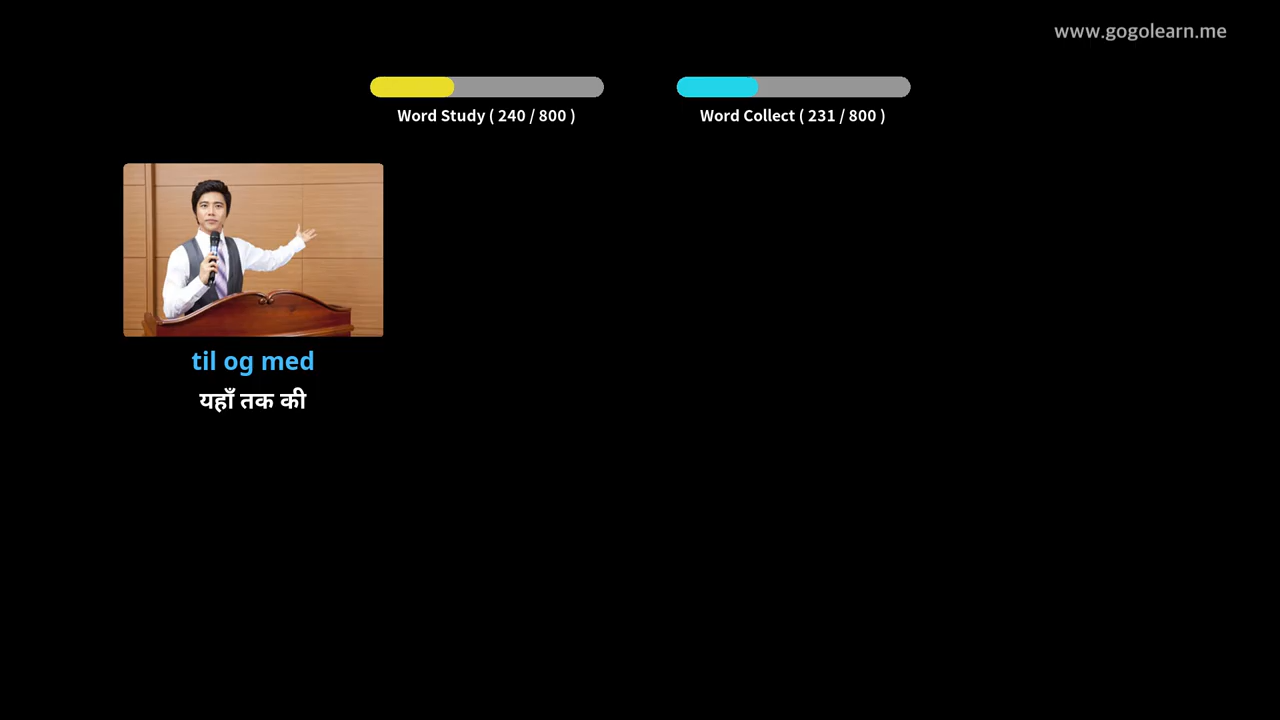 www.gogolearn.me
Word Study ( 240 / 800 )
Word Collect ( 231 / 800 )
til og med
यहाँ तक की